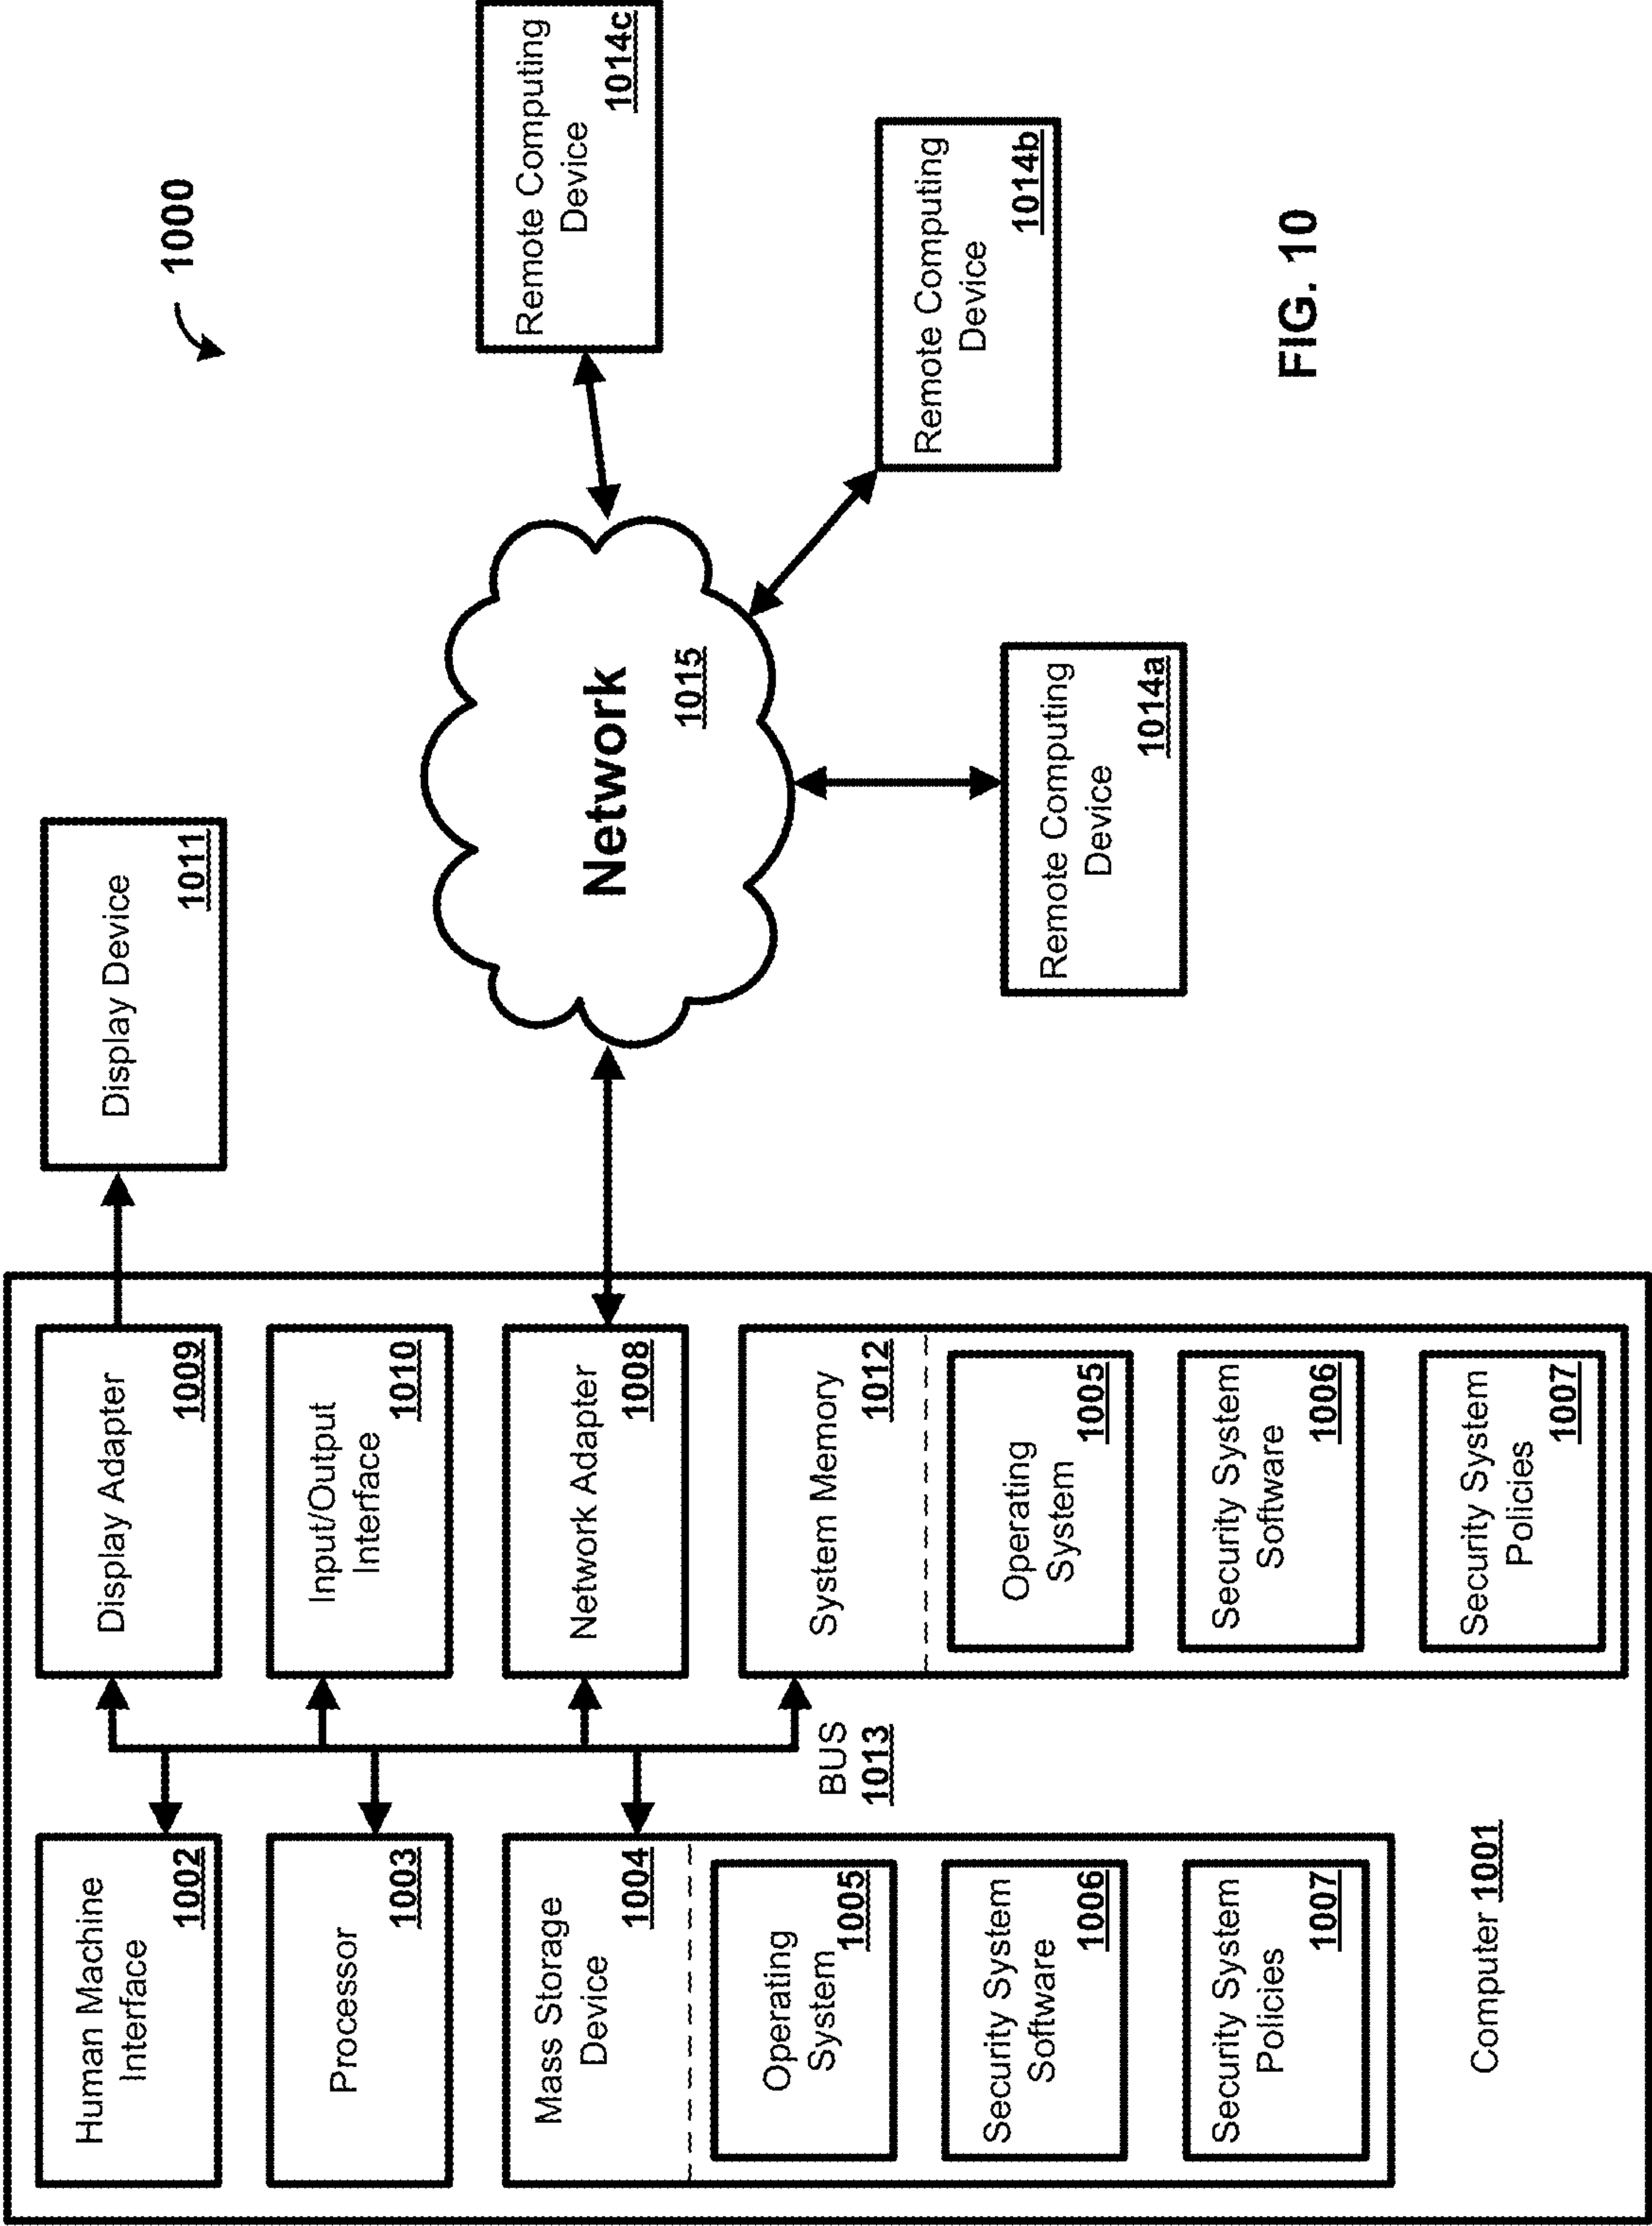 1000
Human Machine
Interface
1002
Processor
1003
Mass Storage
Device
1004
Operating
System
1005
Security System
Software
1006
Security System
Policies
1007
Computer 1001
BUS
1013
Display Adapter
1009
Input/Output
Interface
1010
Network Adapter
1008
System Memory
1012
Operating
System
1005
Security System
Software
1006
Security System
Policies
1007
Display Device
1011
Network
1015
Remote Computing
Device
1014a
Remote Computing
Device
1014b
Remote Computing
Device
1014c
FIG. 10